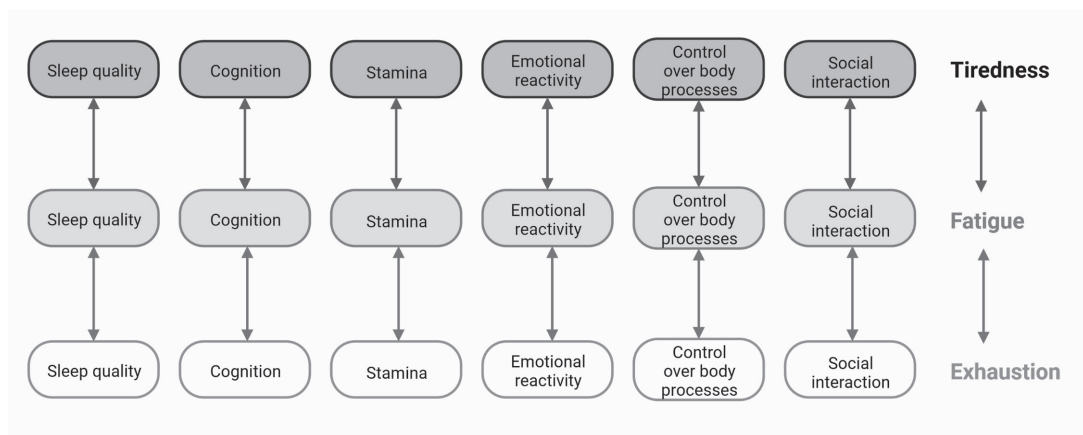 Sleep quality
Cognition
Stamina
Emotional
reactivity
Control
over body
processes
Social
interaction
Tiredness
Sleep quality
Cognition
Stamina
Emotional
reactivity
Control
over body
processes
Social
interaction
Fatigue
Sleep quality
Cognition
Stamina
Emotional
reactivity
Control
over body
processes
Social
interaction
Exhaustion